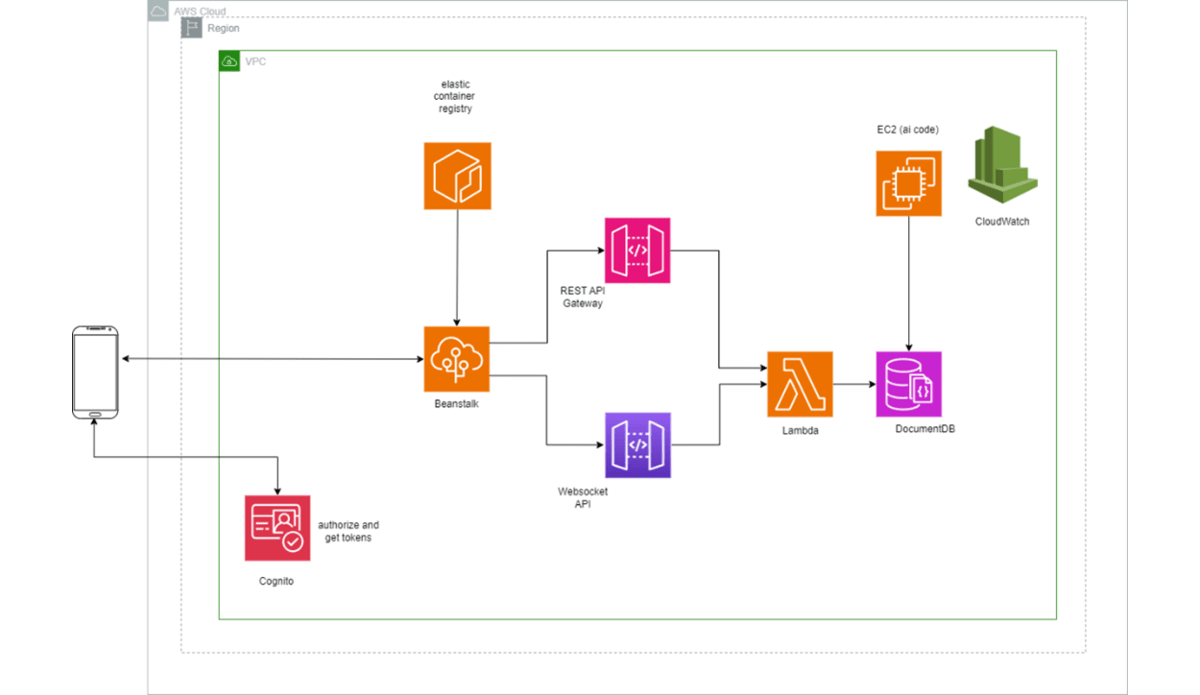 AWS Cloud
Region
VPC
elastic
container
registry
EC2 (ai code)
CloudWatch
REST API
Gateway
Beanstalk
Lambda
DocumentDB
Websocket
API
authorize and
get tokens
Cognito